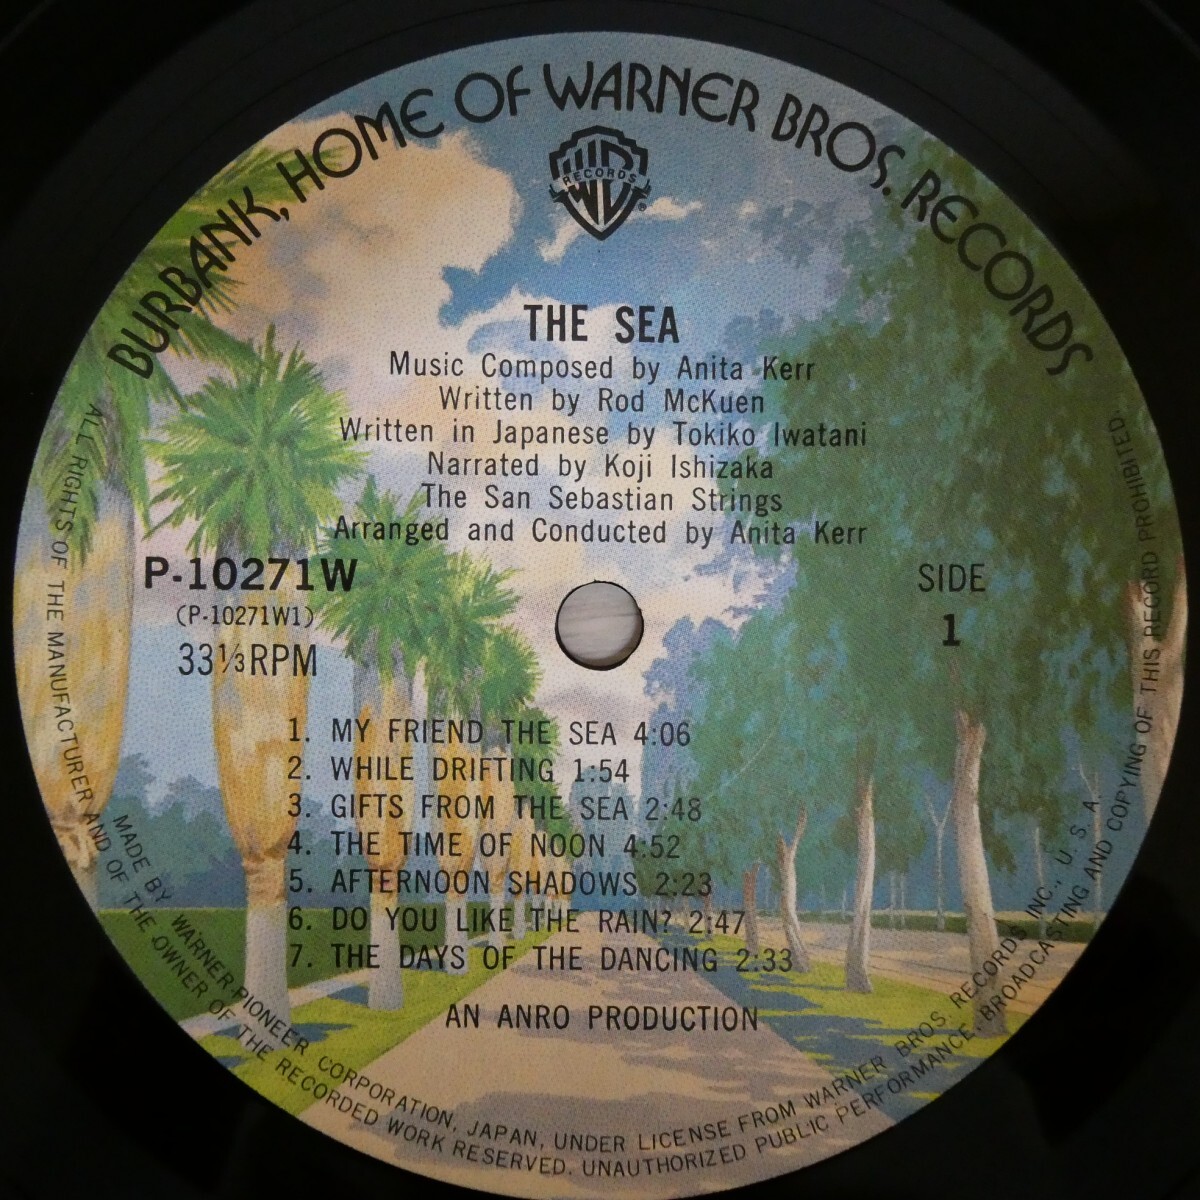 BURBANK, HOME OF WARNER BROS. RECORDS
WB
RECORDS
®
THE SEA
Music Composed by Anita Kerr
Written by Rod McKuen
Written in Japanese by Tokiko Iwatani
Narrated by Koji Ishizaka
The San Sebastian Strings
Arranged and Conducted by Anita Kerr
P-10271W
(P-10271W1)
33⅓RPM
SIDE
1
1. MY FRIEND THE SEA 4:06
2. WHILE DRIFTING 1:54
3. GIFTS FROM THE SEA 2:48
4. THE TIME OF NOON 4:52
5. AFTERNOON SHADOWS 2:23
6. DO YOU LIKE THE RAIN? 2:47
7. THE DAYS OF THE DANCING 2:33
AN ANRO PRODUCTION
MADE BY WARNER-PIONEER CORPORATION, JAPAN, UNDER LICENSE FROM WARNER BROS. RECORDS INC., U. S. A.
ALL RIGHTS OF THE MANUFACTURER AND OF THE OWNER OF THE RECORDED WORK RESERVED. UNAUTHORIZED PUBLIC PERFORMANCE, BROADCASTING AND COPYING OF THIS RECORD PROHIBITED.